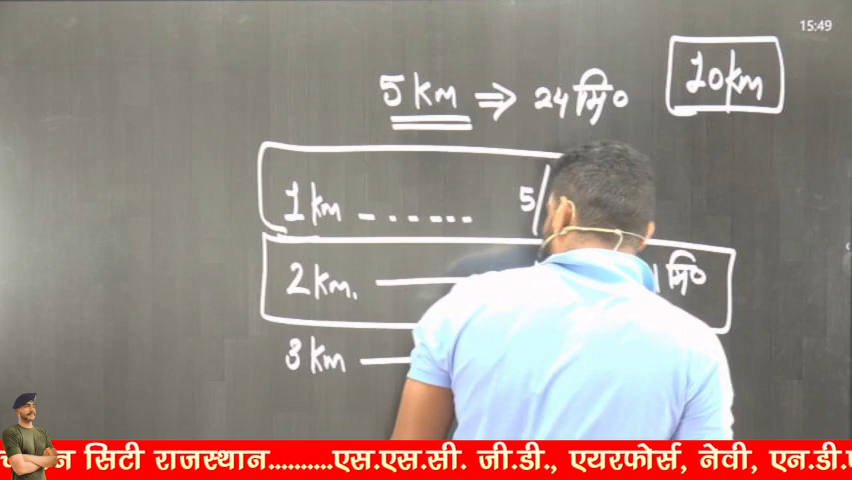 15:49
5 km ⇒ 24 मि०
10km
1 km - - - - - - 5/
2 km. — मि०
3 km —
न सिटी राजस्थान..........एस.एस.सी. जी.डी., एयरफोर्स, नेवी, एन.डी.